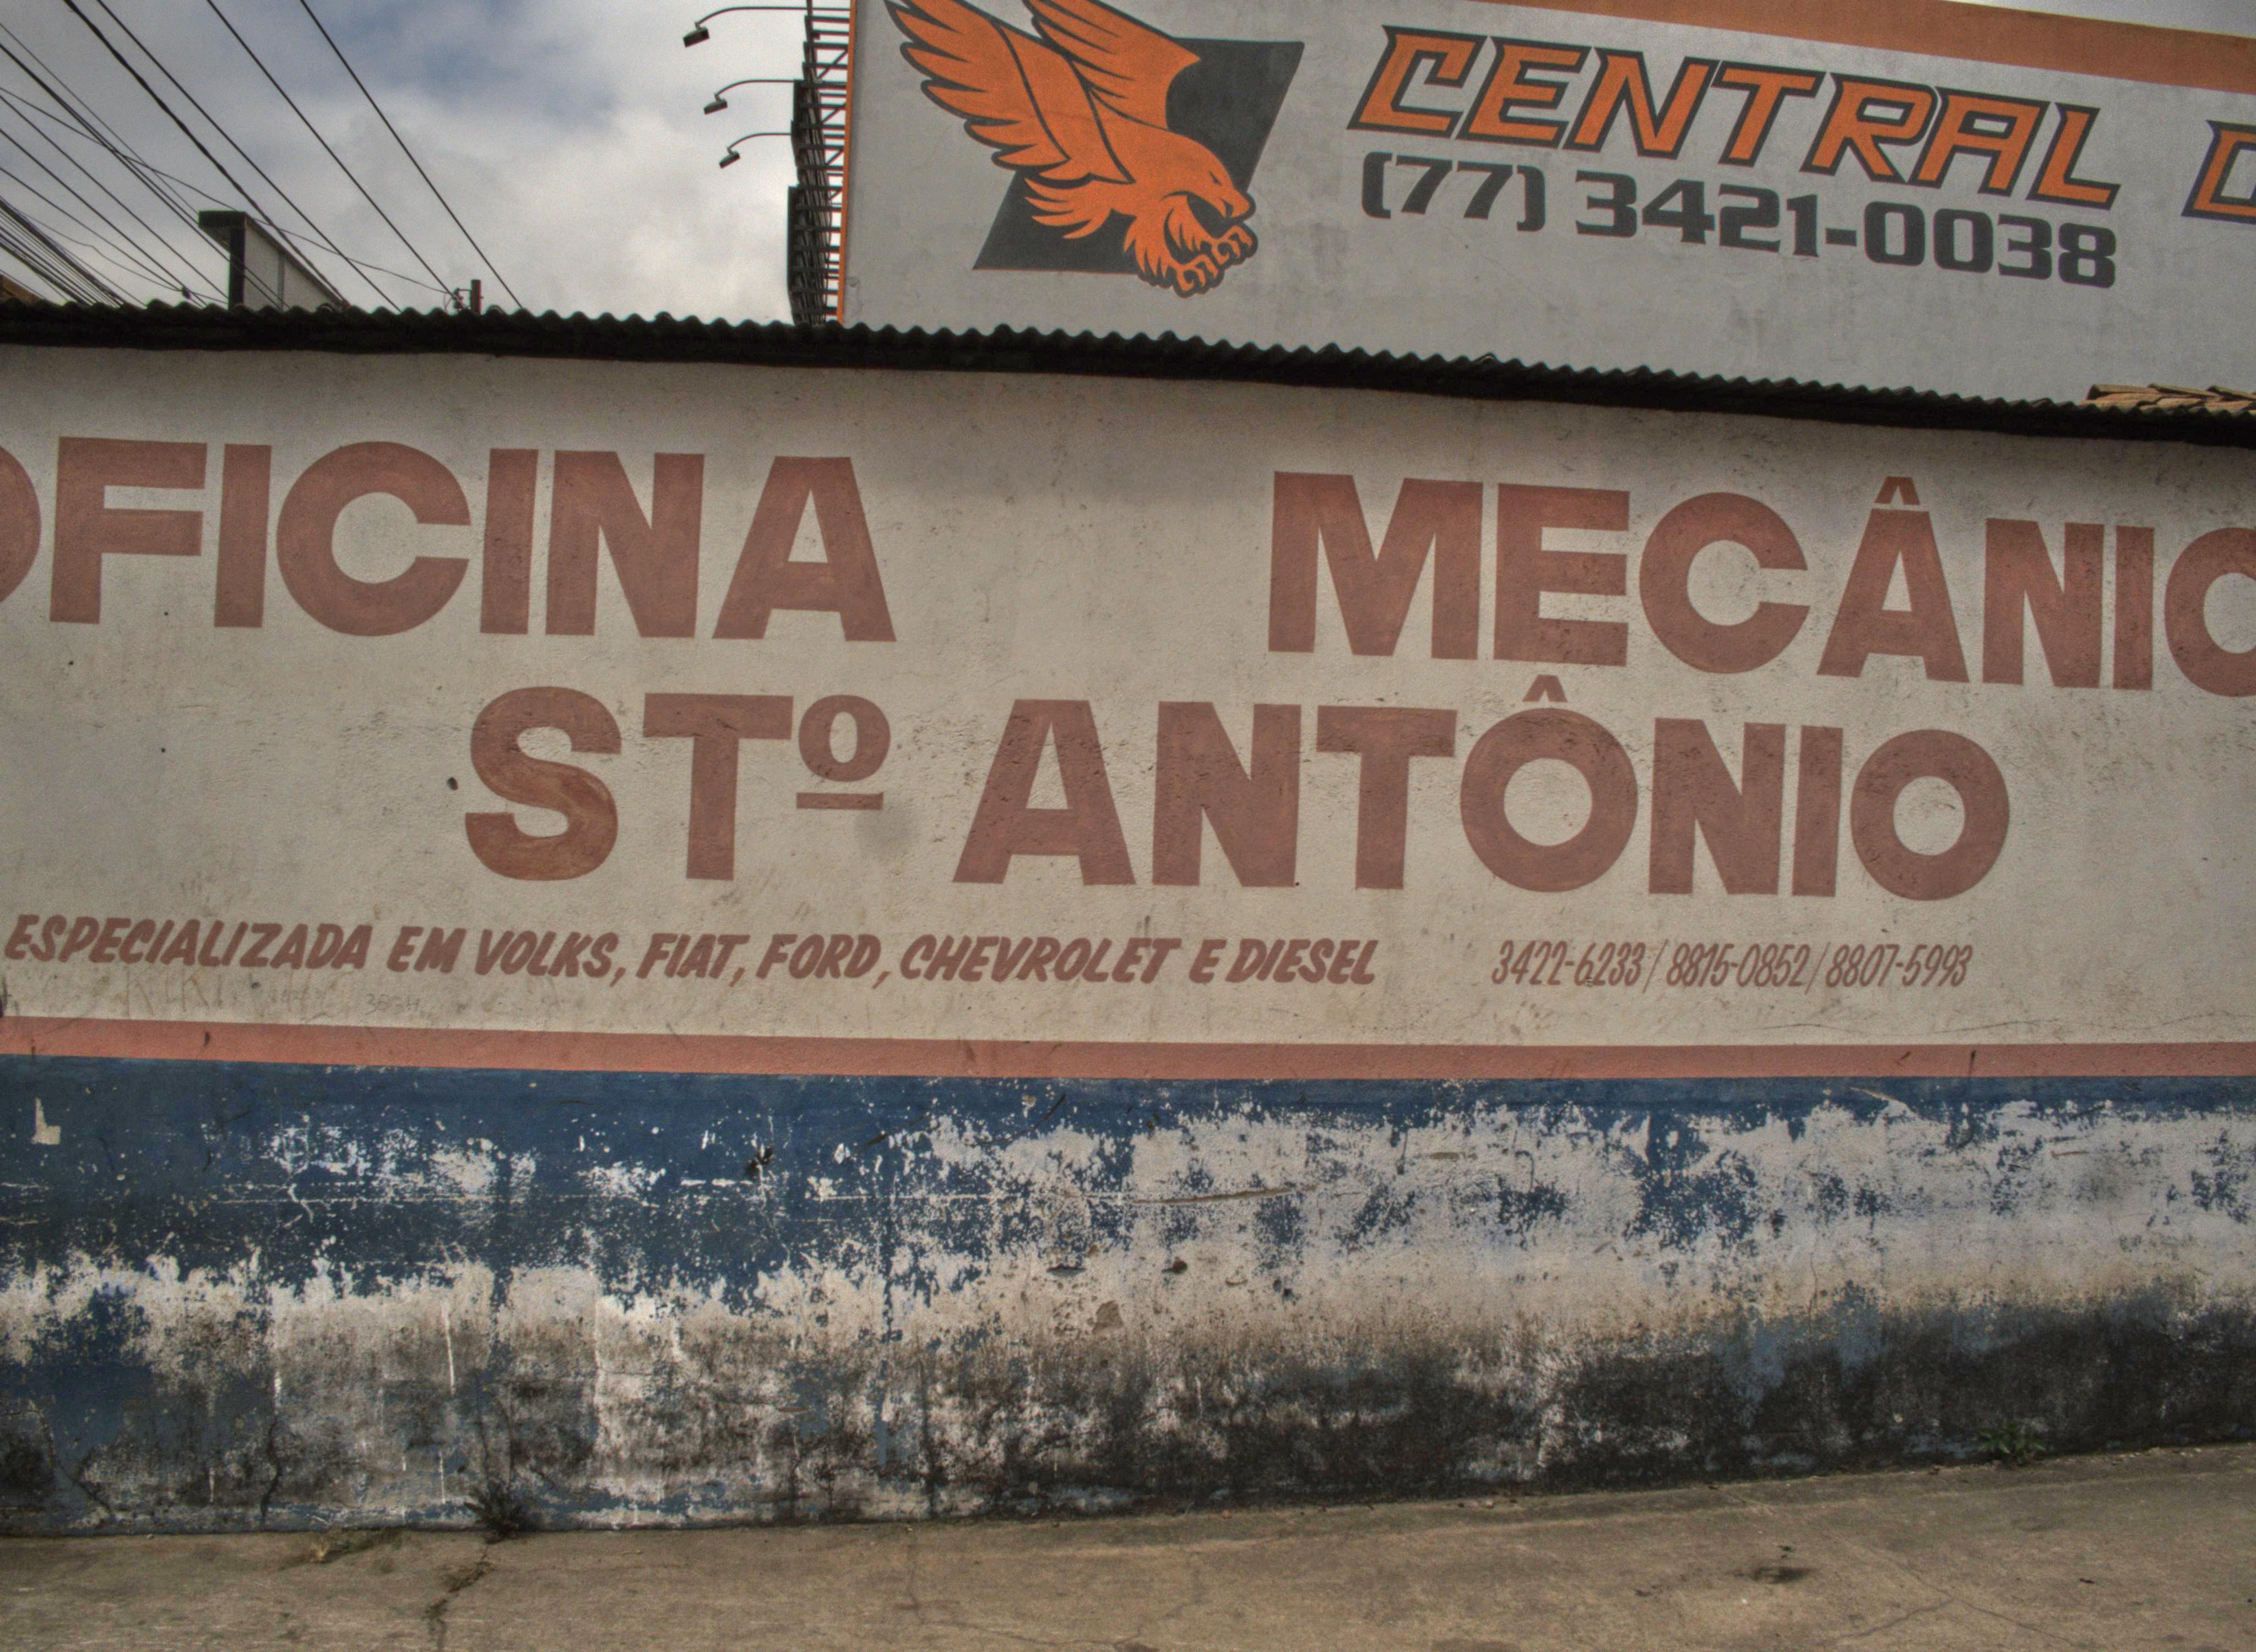 CENTRAL
(77) 3421-0038
OFICINA MECÂNIC
STº ANTÔNIO
ESPECIALIZADA EM VOLKS, FIAT, FORD, CHEVROLET E DIESEL 3422-6233 / 8815-0852 / 8807-5993